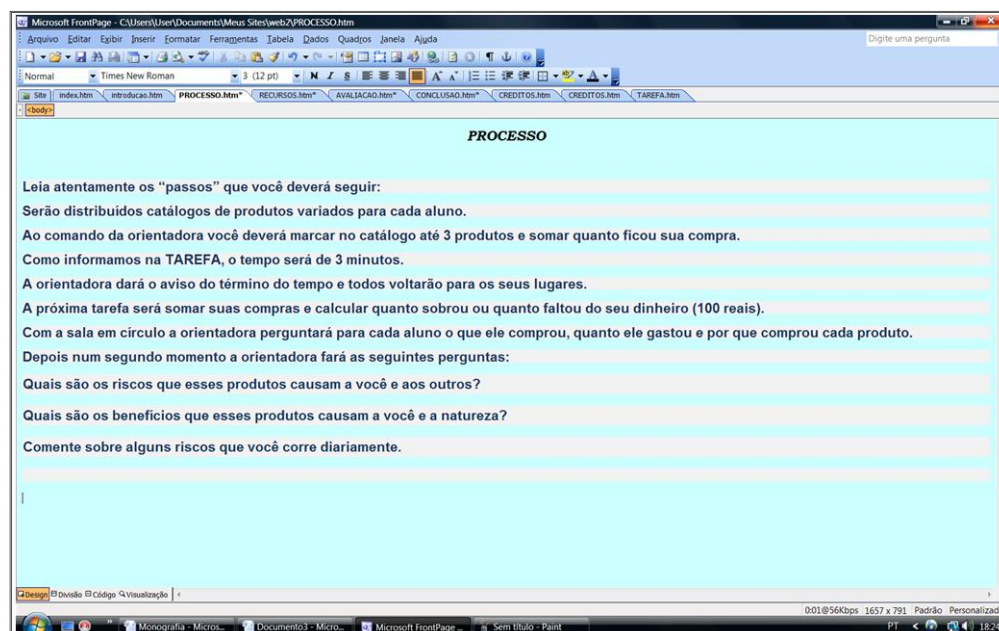 Microsoft FrontPage - C:\Users\User\Documents\Meus Sites\web2\PROCESSO.htm
Arquivo Editar Exibir Inserir Formatar Ferramentas Tabela Dados Quadros Janela Ajuda Digite uma pergunta
Normal Times New Roman 3 (12 pt) N I S
Site index.htm introducao.htm PROCESSO.htm* RECURSOS.htm* AVALIACAO.htm* CONCLUSAO.htm* CREDITOS.htm CREDITOS.htm TAREFA.htm
<body>
PROCESSO
Leia atentamente os “passos” que você deverá seguir:
Serão distribuídos catálogos de produtos variados para cada aluno.
Ao comando da orientadora você deverá marcar no catálogo até 3 produtos e somar quanto ficou sua compra.
Como informamos na TAREFA, o tempo será de 3 minutos.
A orientadora dará o aviso do término do tempo e todos voltarão para os seus lugares.
A próxima tarefa será somar suas compras e calcular quanto sobrou ou quanto faltou do seu dinheiro (100 reais).
Com a sala em círculo a orientadora perguntará para cada aluno o que ele comprou, quanto ele gastou e por que comprou cada produto.
Depois num segundo momento a orientadora fará as seguintes perguntas:
Quais são os riscos que esses produtos causam a você e aos outros?
Quais são os benefícios que esses produtos causam a você e a natureza?
Comente sobre alguns riscos que você corre diariamente.
Design Divisão Código Visualização
0:01@56Kbps 1657 x 791 Padrão Personalizad
Monografia - Micros... Documento3 - Micro... Microsoft FrontPage ... Sem título - Paint PT 18:24